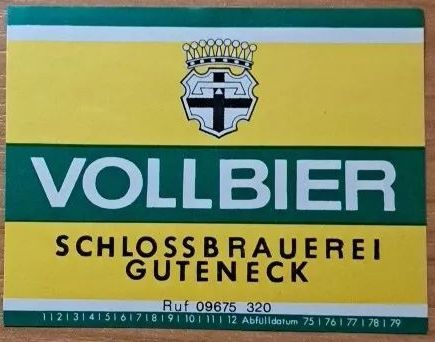 VOLLBIER
SCHLOSSBRAUEREI
GUTENECK
Ruf 09675 320
1|2|3|4|5|6|7|8|9|10|11|12 Abfülldatum 75|76|77|78|79